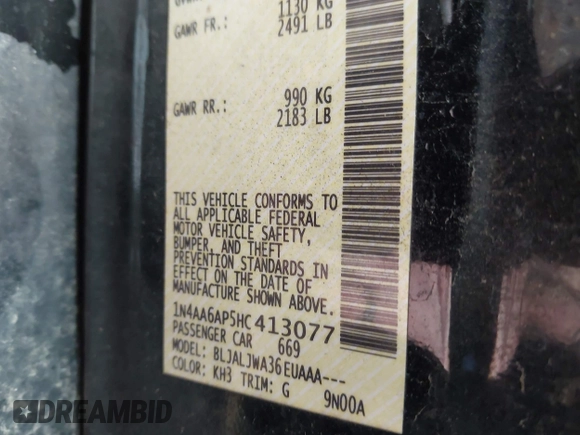 1130 KG
GAWR FR.: 2491 LB
GAWR RR.: 990 KG
2183 LB
THIS VEHICLE CONFORMS TO
ALL APPLICABLE FEDERAL
MOTOR VEHICLE SAFETY,
BUMPER, AND THEFT
PREVENTION STANDARDS IN
EFFECT ON THE DATE OF
MANUFACTURE SHOWN ABOVE.
1N4AA6AP5HC413077
PASSENGER CAR 669
MODEL: BLJALJWA36EUAAA---
COLOR: KH3 TRIM: G 9N00A
DREAMBID